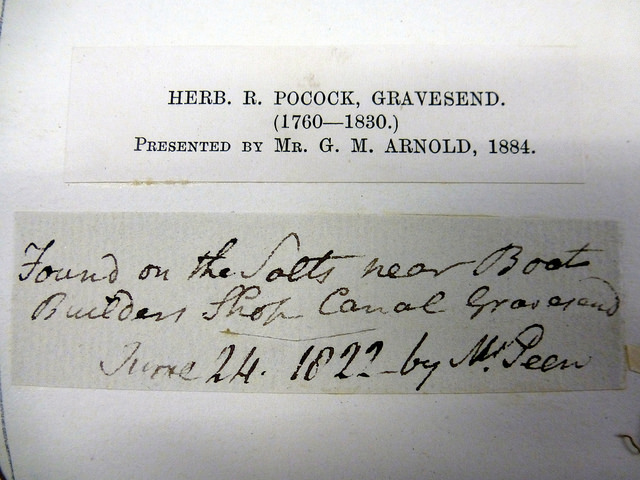 HERB. R. POCOCK, GRAVESEND.
(1760—1830.)
PRESENTED BY MR. G. M. ARNOLD, 1884.
Found on the Salts near Boat
Builders Shop Canal Gravesend
June 24. 1822 - by Mr. Peen